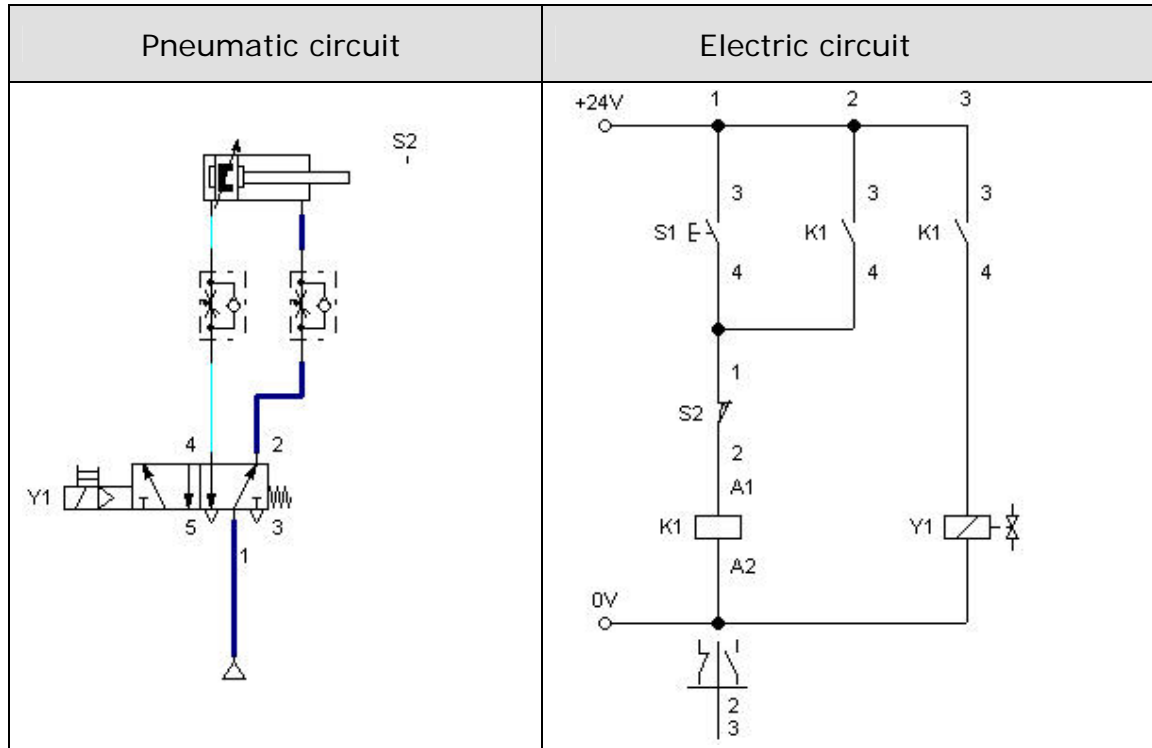 Pneumatic circuit
Electric circuit
S2
4 2
Y1
5 3
1
+24V 1 2 3
3 3 3
S1 K1 K1
4 4 4
1
S2
2
A1
K1 Y1
A2
0V
2
3